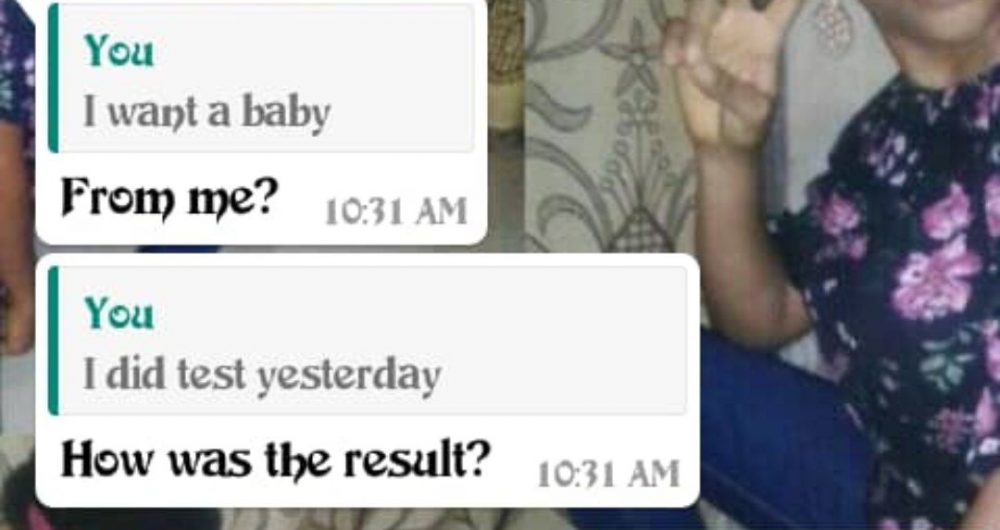 You
I want a baby
From me?
10:31 AM
You
I did test yesterday
How was the result?
10:31 AM